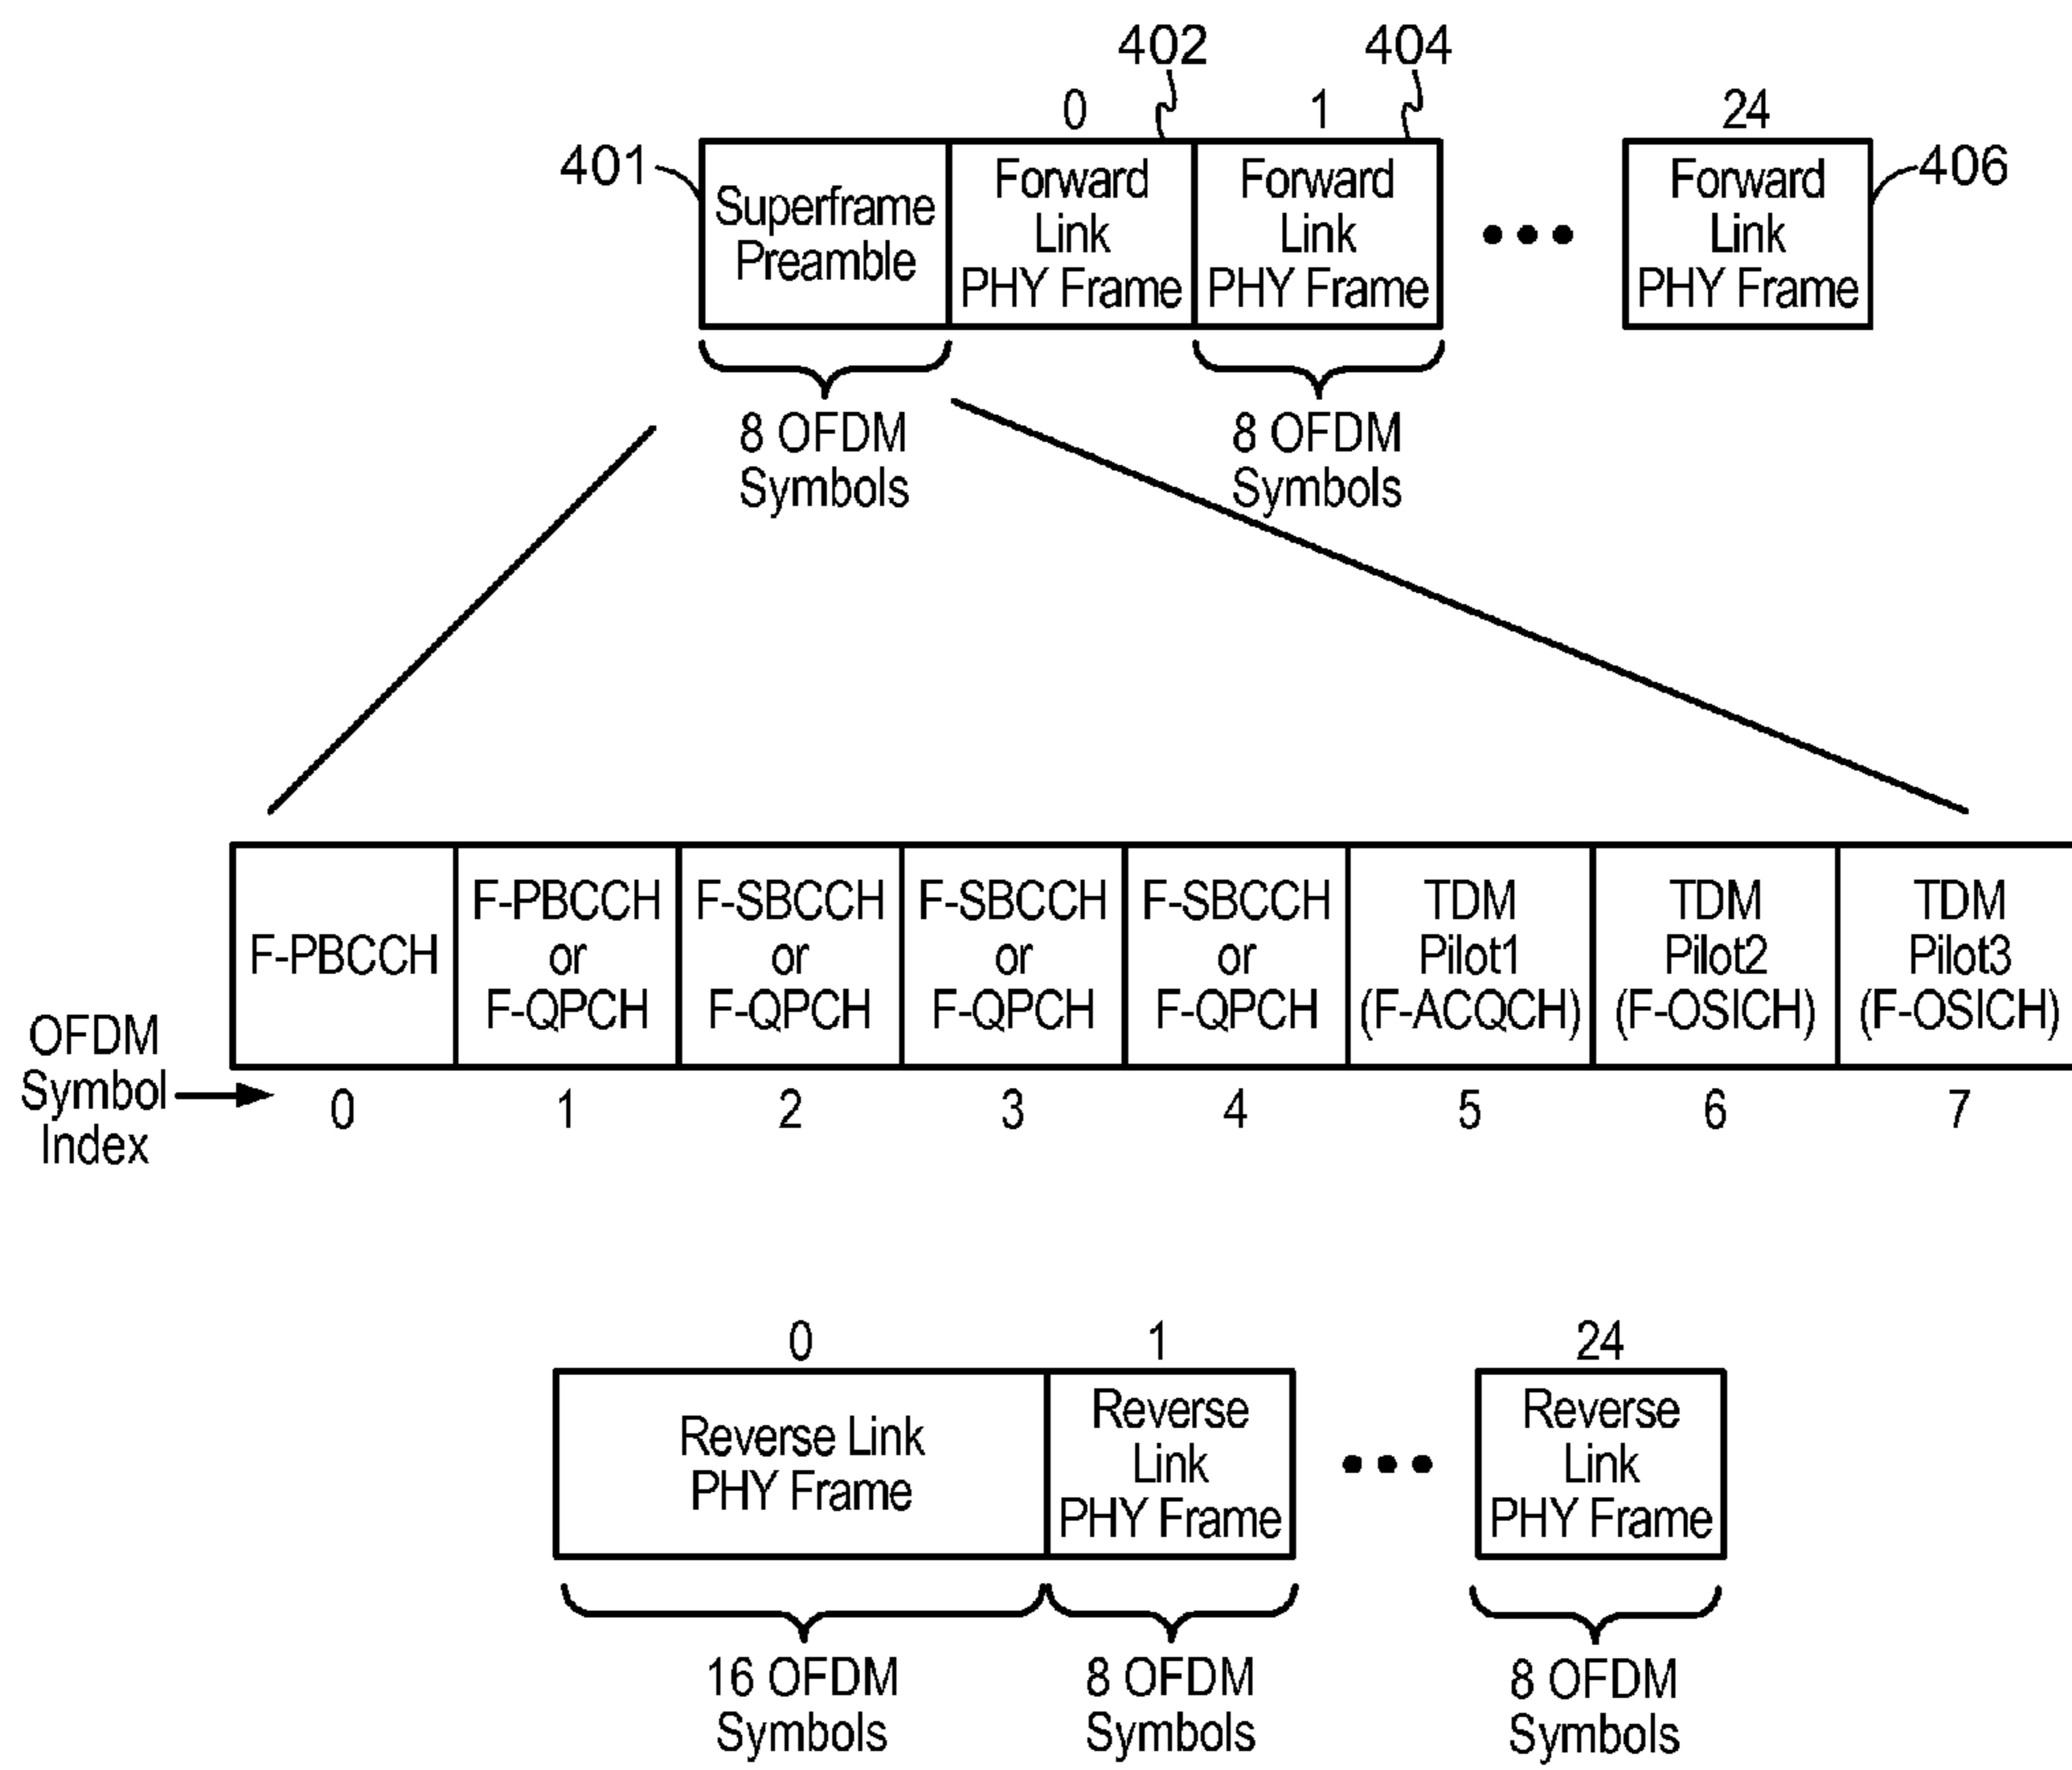 402
404
0
1
24
401
Superframe
Preamble
Forward
Link
PHY Frame
Forward
Link
PHY Frame
Forward
Link
PHY Frame
406
8 OFDM
Symbols
8 OFDM
Symbols
F-PBCCH
F-PBCCH
or
F-QPCH
F-SBCCH
or
F-QPCH
F-SBCCH
or
F-QPCH
F-SBCCH
or
F-QPCH
TDM
Pilot1
(F-ACQCH)
TDM
Pilot2
(F-OSICH)
TDM
Pilot3
(F-OSICH)
OFDM
Symbol
Index
0
1
2
3
4
5
6
7
0
1
24
Reverse Link
PHY Frame
Reverse
Link
PHY Frame
Reverse
Link
PHY Frame
16 OFDM
Symbols
8 OFDM
Symbols
8 OFDM
Symbols